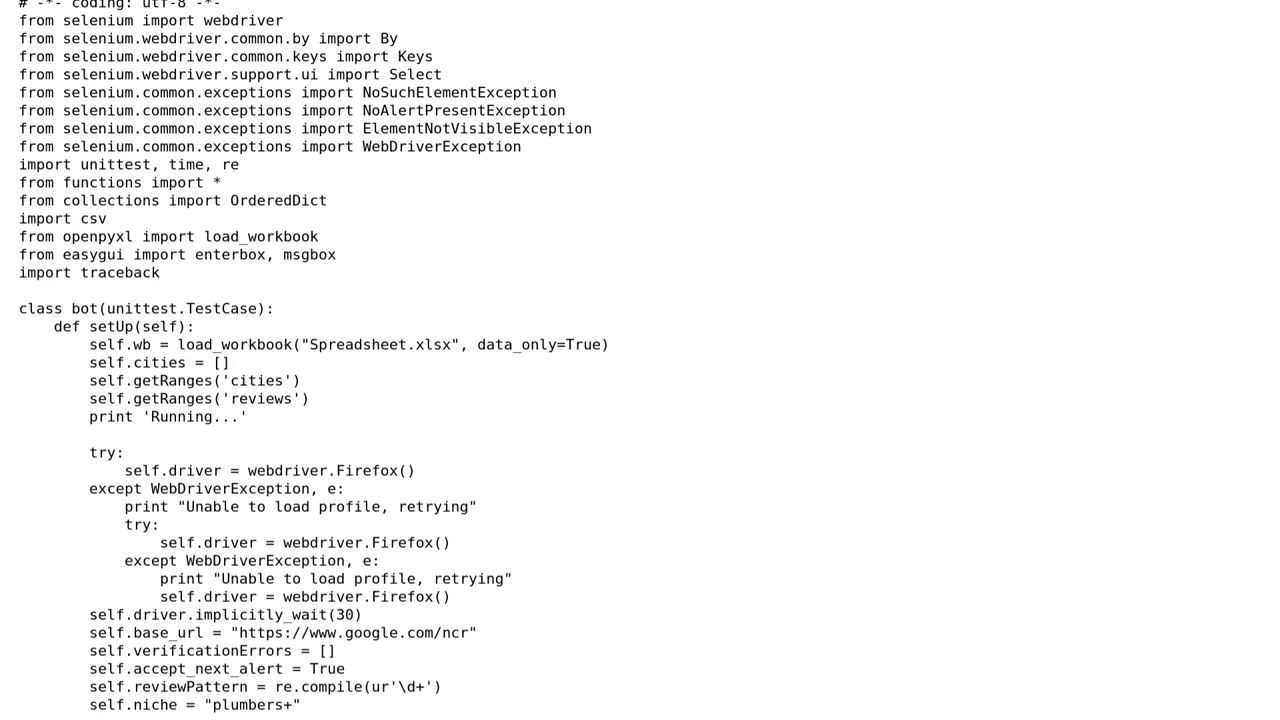 # -*- coding: utf-8 -*-
from selenium import webdriver
from selenium.webdriver.common.by import By
from selenium.webdriver.common.keys import Keys
from selenium.webdriver.support.ui import Select
from selenium.common.exceptions import NoSuchElementException
from selenium.common.exceptions import NoAlertPresentException
from selenium.common.exceptions import ElementNotVisibleException
from selenium.common.exceptions import WebDriverException
import unittest, time, re
from functions import *
from collections import OrderedDict
import csv
from openpyxl import load_workbook
from easygui import enterbox, msgbox
import traceback

class bot(unittest.TestCase):
    def setUp(self):
        self.wb = load_workbook("Spreadsheet.xlsx", data_only=True)
        self.cities = []
        self.getRanges('cities')
        self.getRanges('reviews')
        print 'Running...'

        try:
            self.driver = webdriver.Firefox()
        except WebDriverException, e:
            print "Unable to load profile, retrying"
            try:
                self.driver = webdriver.Firefox()
            except WebDriverException, e:
                print "Unable to load profile, retrying"
                self.driver = webdriver.Firefox()
        self.driver.implicitly_wait(30)
        self.base_url = "https://www.google.com/ncr"
        self.verificationErrors = []
        self.accept_next_alert = True
        self.reviewPattern = re.compile(ur'\d+')
        self.niche = "plumbers+"